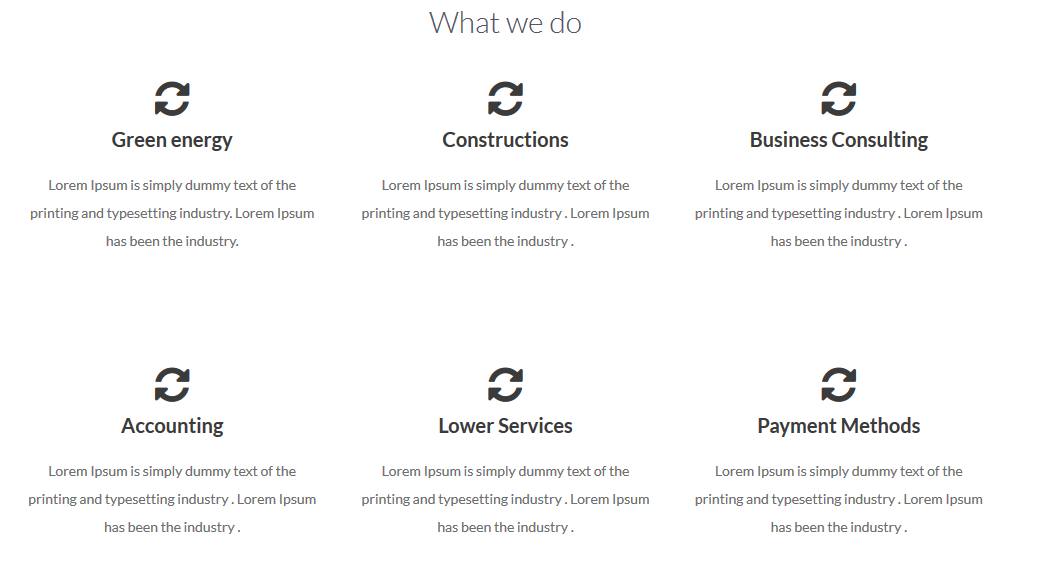 What we do
Green energy
Lorem Ipsum is simply dummy text of the
printing and typesetting industry. Lorem Ipsum
has been the industry.
Constructions
Lorem Ipsum is simply dummy text of the
printing and typesetting industry . Lorem Ipsum
has been the industry .
Business Consulting
Lorem Ipsum is simply dummy text of the
printing and typesetting industry . Lorem Ipsum
has been the industry .
Accounting
Lorem Ipsum is simply dummy text of the
printing and typesetting industry . Lorem Ipsum
has been the industry .
Lower Services
Lorem Ipsum is simply dummy text of the
printing and typesetting industry . Lorem Ipsum
has been the industry .
Payment Methods
Lorem Ipsum is simply dummy text of the
printing and typesetting industry . Lorem Ipsum
has been the industry .